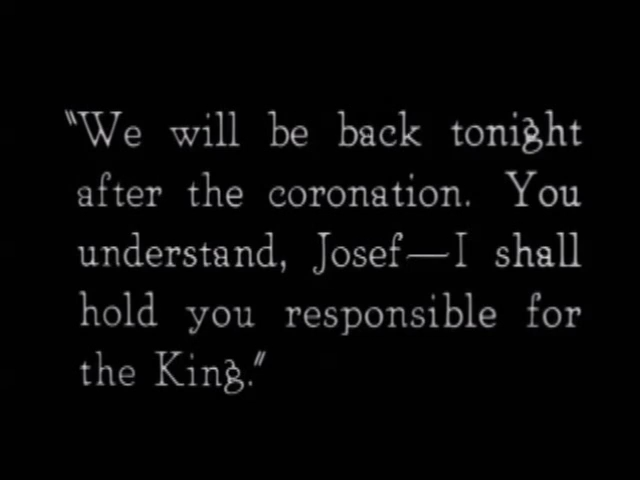 "We will be back tonight
after the coronation. You
understand, Josef—I shall
hold you responsible for
the King."